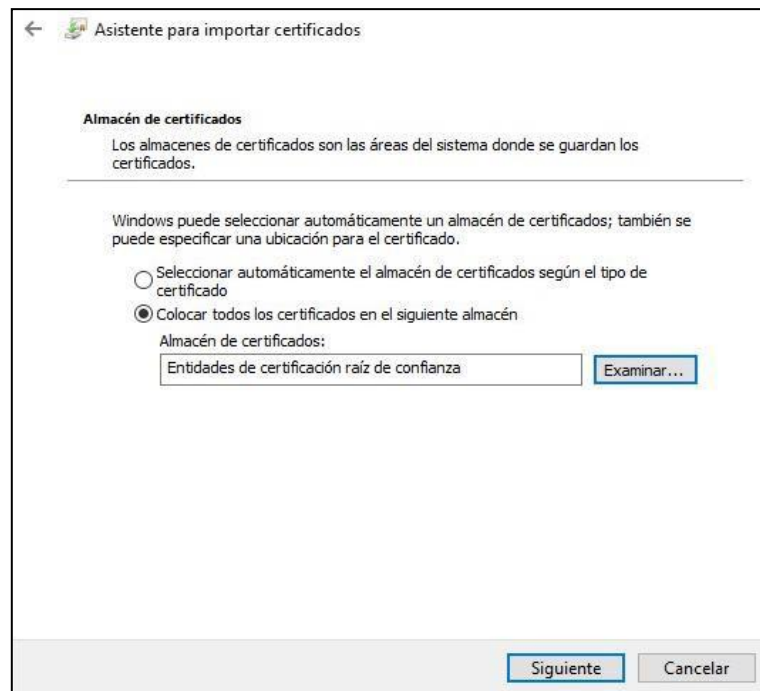 Asistente para importar certificados
Almacén de certificados
Los almacenes de certificados son las áreas del sistema donde se guardan los
certificados.
Windows puede seleccionar automáticamente un almacén de certificados; también se
puede especificar una ubicación para el certificado.
Seleccionar automáticamente el almacén de certificados según el tipo de
certificado
Colocar todos los certificados en el siguiente almacén
Almacén de certificados:
Entidades de certificación raíz de confianza
Examinar...
Siguiente
Cancelar